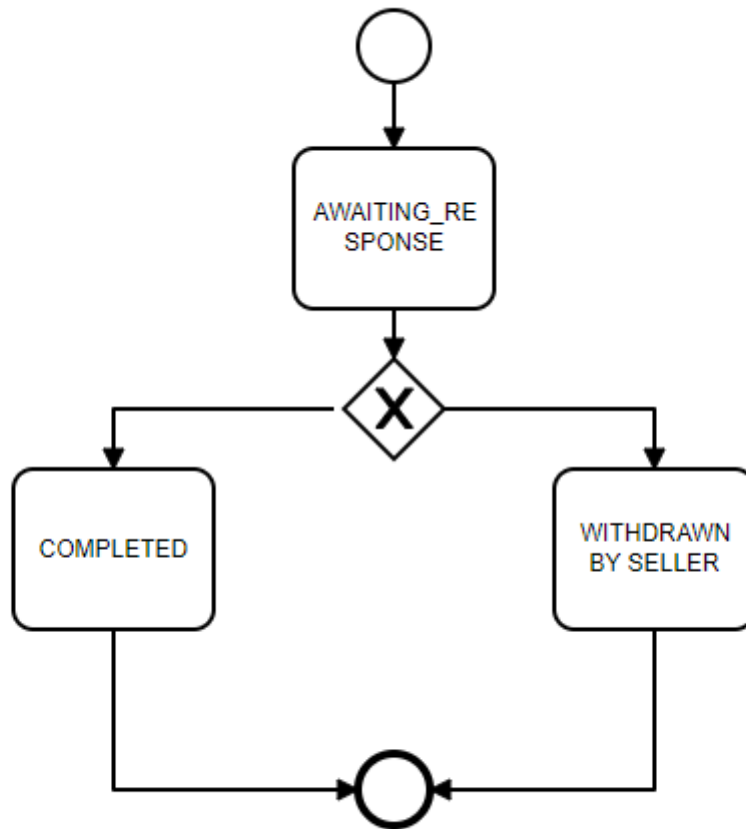 AWAITING_RE
SPONSE
X
COMPLETED
WITHDRAWN
BY SELLER